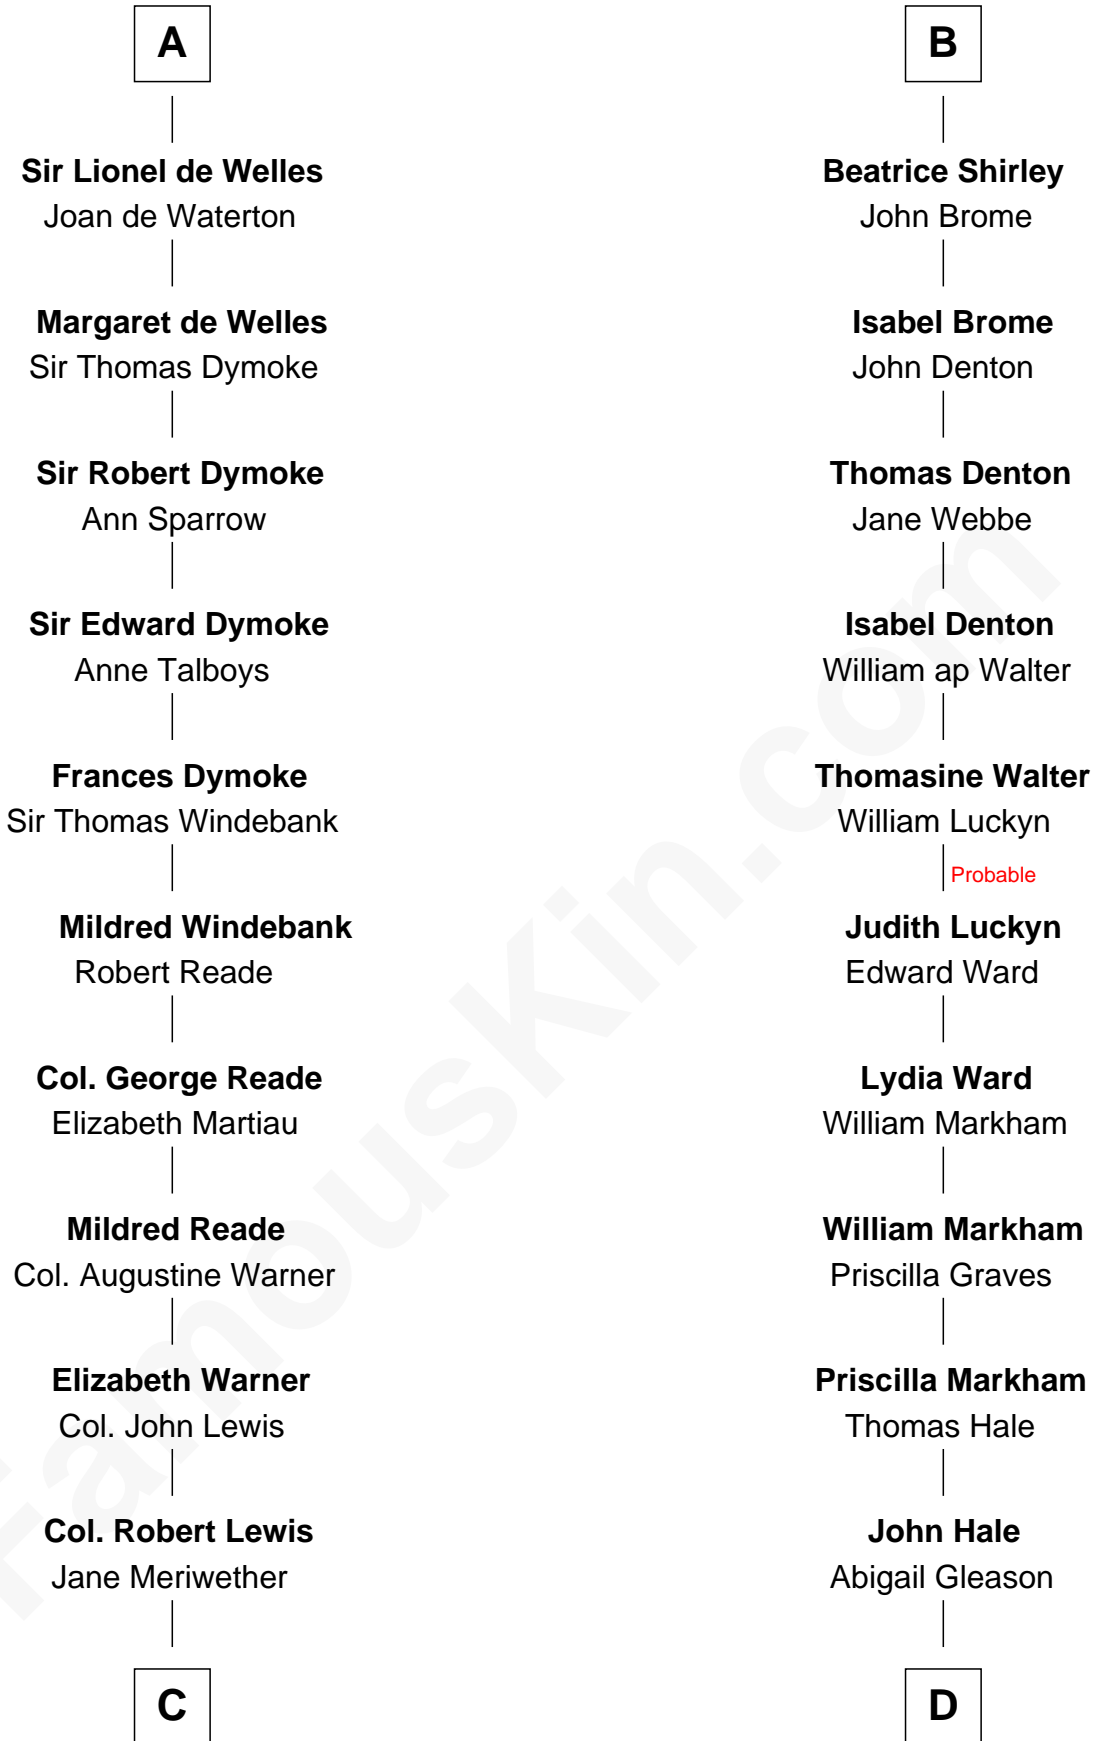 A
Sir Lionel de Welles
Joan de Waterton
Margaret de Welles
Sir Thomas Dymoke
Sir Robert Dymoke
Ann Sparrow
Sir Edward Dymoke
Anne Talboys
Frances Dymoke
Sir Thomas Windebank
Mildred Windebank
Robert Reade
Col. George Reade
Elizabeth Martiau
Mildred Reade
Col. Augustine Warner
Elizabeth Warner
Col. John Lewis
Col. Robert Lewis
Jane Meriwether
C
B
Beatrice Shirley
John Brome
Isabel Brome
John Denton
Thomas Denton
Jane Webbe
Isabel Denton
William ap Walter
Thomasine Walter
William Luckyn
Probable
Judith Luckyn
Edward Ward
Lydia Ward
William Markham
William Markham
Priscilla Graves
Priscilla Markham
Thomas Hale
John Hale
Abigail Gleason
D
FamousKin.com